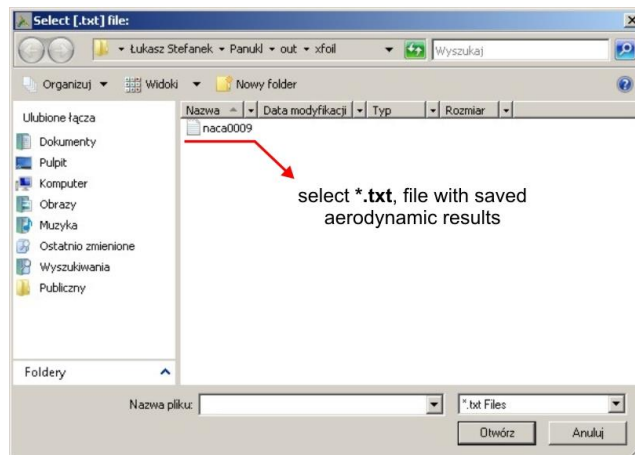 Select [.txt] file:
Łukasz Stefanek Panukl out xfoil
Wyszukaj
Organizuj Widoki Nowy folder
Ulubione łącza
Dokumenty
Pulpit
Komputer
Obrazy
Muzyka
Ostatnio zmienione
Wyszukiwania
Publiczny
Foldery
Nazwa Data modyfikacji Typ Rozmiar
naca0009
select *.txt, file with saved
aerodynamic results
Nazwa pliku:
*.txt Files
Otwórz Anuluj